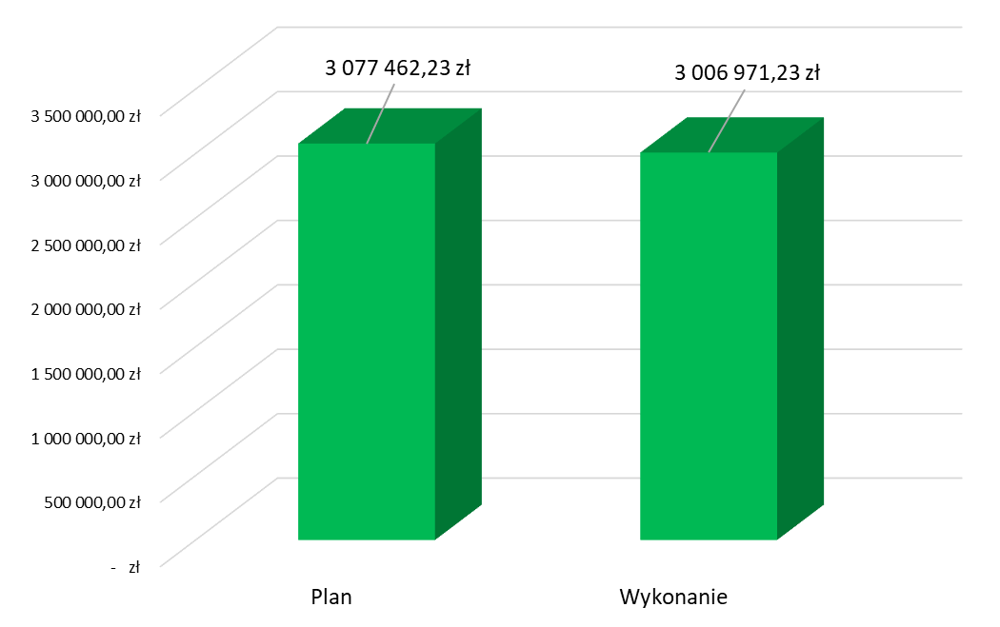 3 077 462,23 zł
3 006 971,23 zł
3 500 000,00 zł
3 000 000,00 zł
2 500 000,00 zł
2 000 000,00 zł
1 500 000,00 zł
1 000 000,00 zł
500 000,00 zł
- zł
Plan
Wykonanie